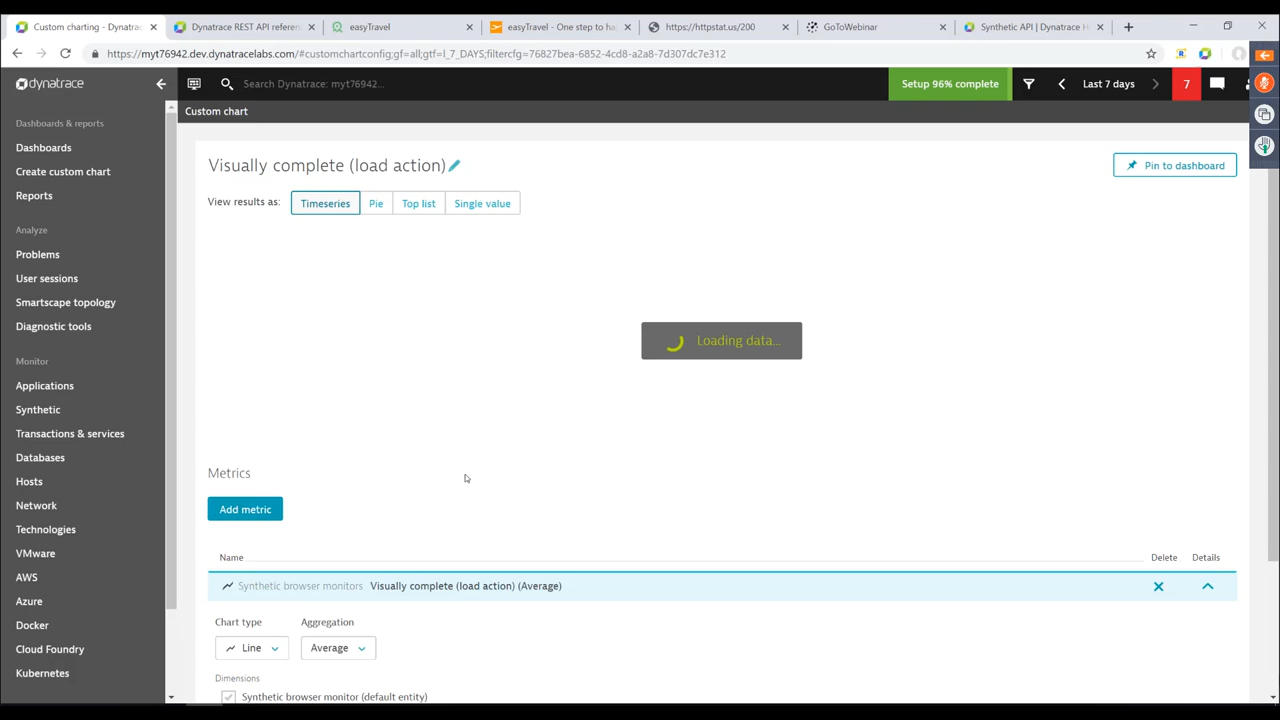 Custom charting - Dynatrac
Dynatrace REST API referen
easyTravel
easyTravel - One step to ha
https://httpstat.us/200
GoToWebinar
Synthetic API | Dynatrace H
https://myt76942.dev.dynatracelabs.com/#customchartconfig;gf=all;gtf=l_7_DAYS;filtercfg=76827bea-6852-4cd8-a2a8-7d307dc7e312
dynatrace
Search Dynatrace: myt76942...
Setup 96% complete
Last 7 days
7
Custom chart
Dashboards & reports
Dashboards
Create custom chart
Reports
Analyze
Problems
User sessions
Smartscape topology
Diagnostic tools
Monitor
Applications
Synthetic
Transactions & services
Databases
Hosts
Network
Technologies
VMware
AWS
Azure
Docker
Cloud Foundry
Kubernetes
Visually complete (load action)
Pin to dashboard
View results as:
Timeseries
Pie
Top list
Single value
Loading data...
Metrics
Add metric
Name
Delete
Details
Synthetic browser monitors Visually complete (load action) (Average)
Chart type
Aggregation
Line
Average
Dimensions
Synthetic browser monitor (default entity)